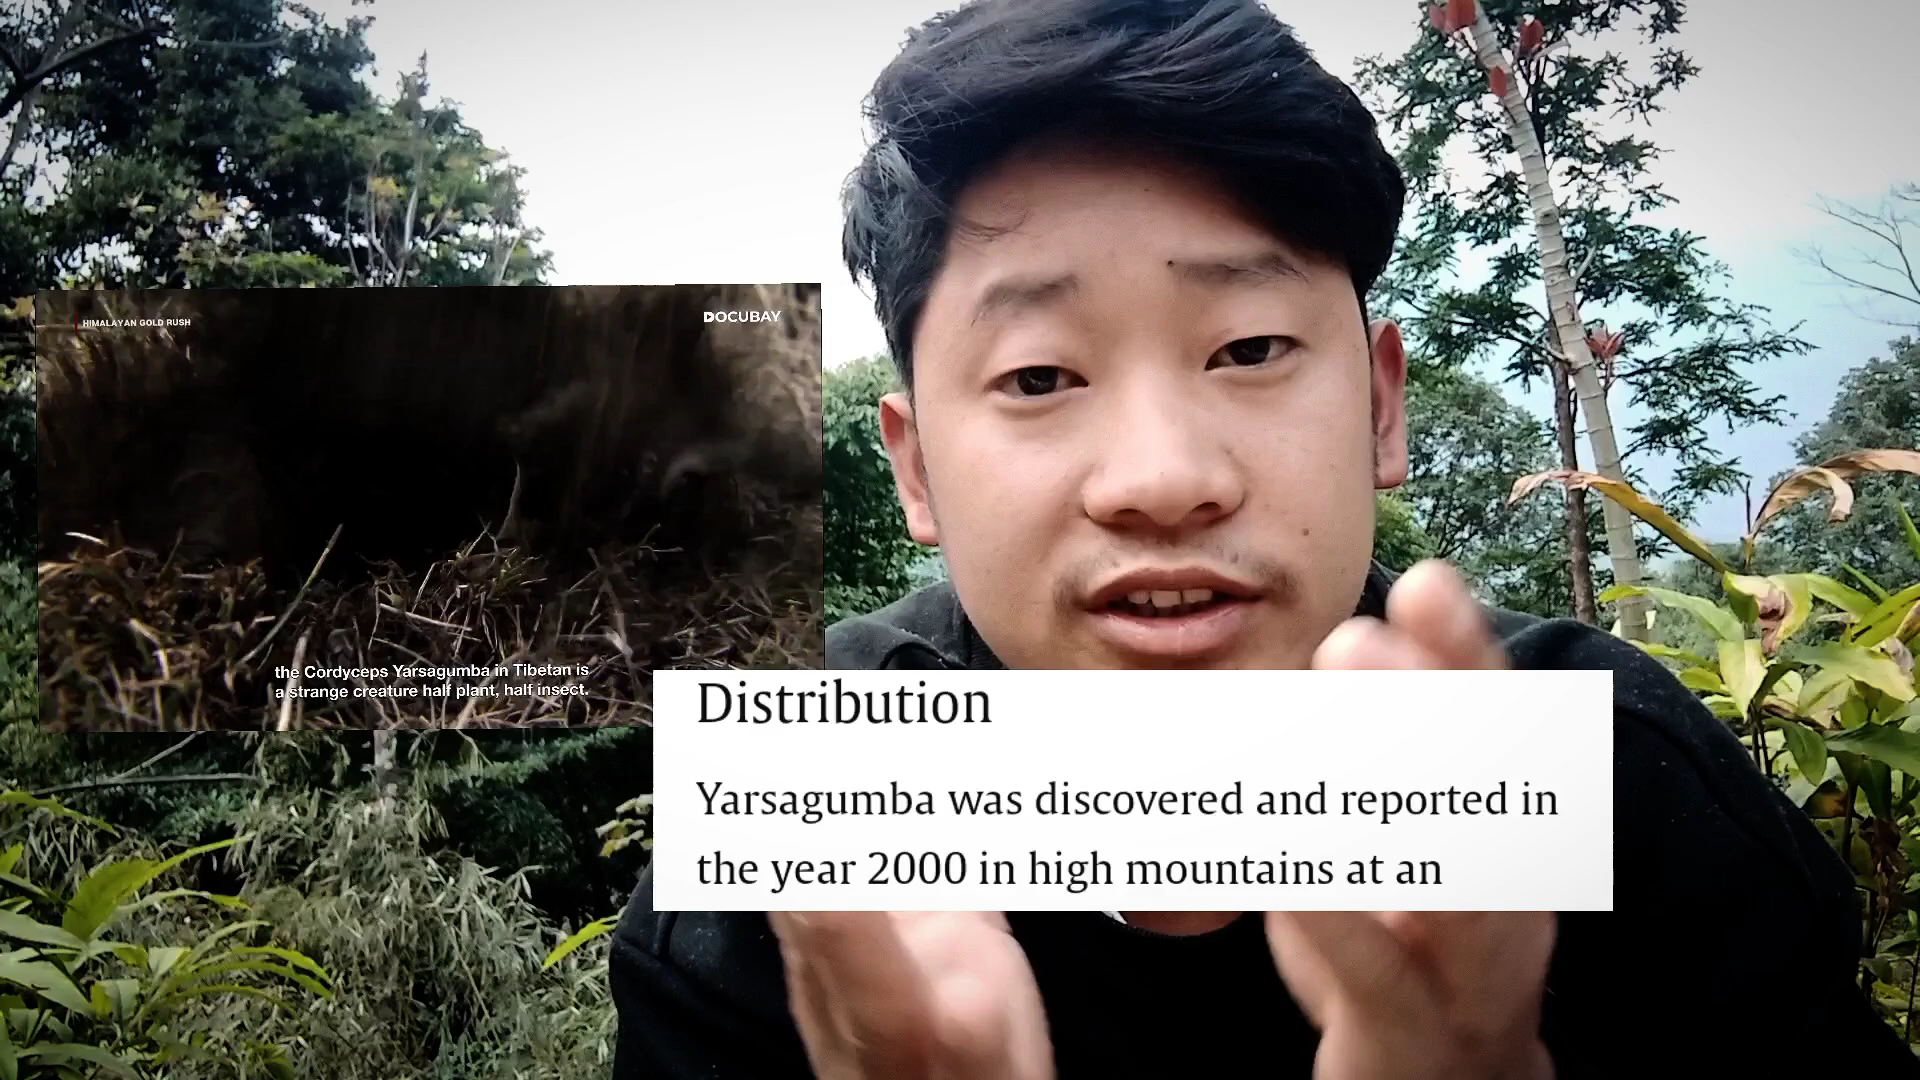 HIMALAYAN GOLD RUSH
DOCUBAY
the Cordyceps Yarsagumba in Tibetan is
a strange creature half plant, half insect.
Distribution
Yarsagumba was discovered and reported in
the year 2000 in high mountains at an